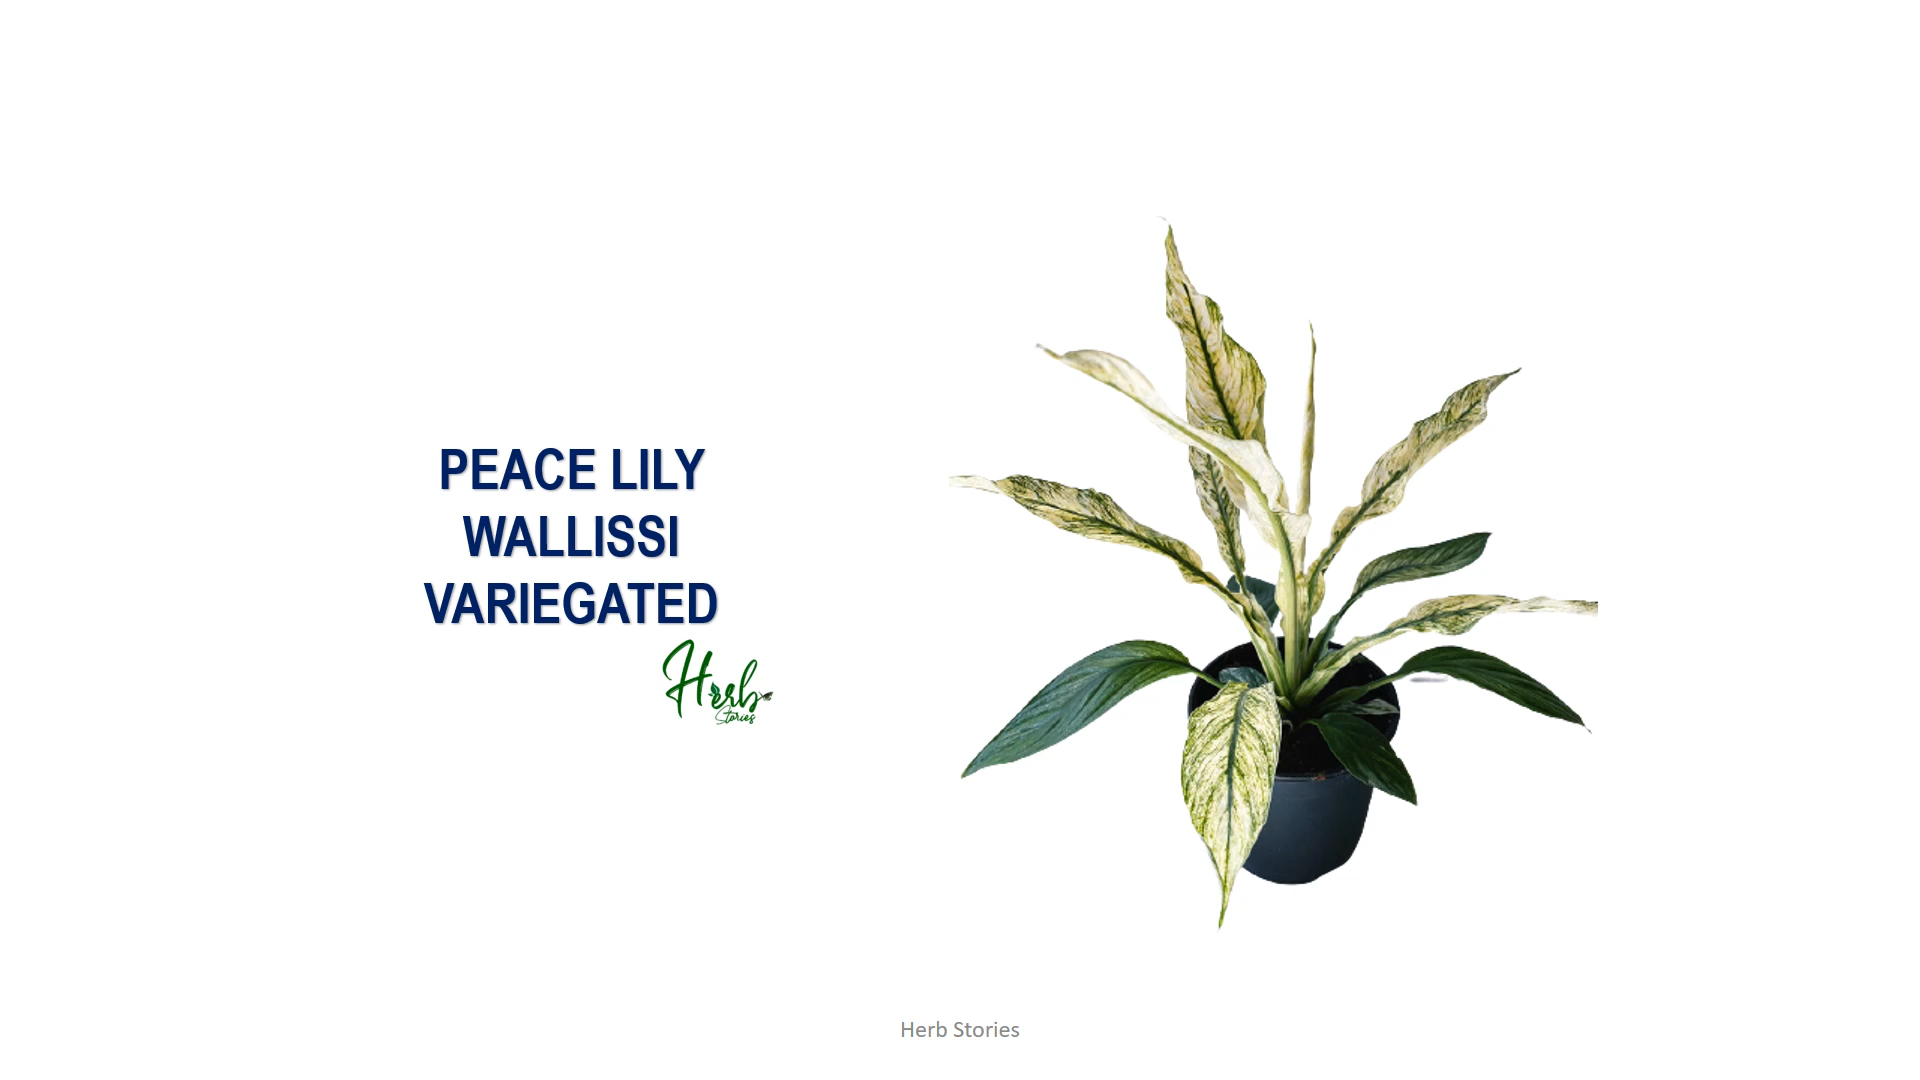 PEACE LILY
WALLISSI
VARIEGATED
Herb
Stories
Herb Stories